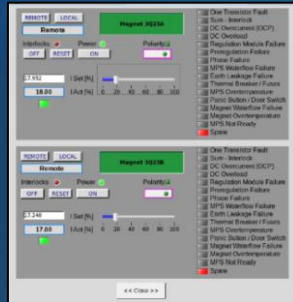 REMOTE LOCAL
Remote
Magnet 3Q23A
Interlocks: Power: Polarity:
OFF RESET ON
17.992 I Set [%]
18.00 I Act [%] 0 20 40 60 80 100
One Transistor Fault
Sum - Interlock
DC Overcurrent (OCP)
DC Overload
Regulation Module Failure
Preregulation Failure
Phase Failure
MPS Waterflow Failure
Earth Leakage Failure
Thermal Breaker / Fuses
MPS Overtemperature
Panic Button / Door Switch
Magnet Waterflow Failure
Magnet Overtemperature
MPS Not Ready
Spare
REMOTE LOCAL
Remote
Magnet 3Q23B
Interlocks: Power: Polarity:
OFF RESET ON
17.248 I Set [%]
17.00 I Act [%] 0 20 40 60 80 100
One Transistor Fault
Sum - Interlock
DC Overcurrent (OCP)
DC Overload
Regulation Module Failure
Preregulation Failure
Phase Failure
MPS Waterflow Failure
Earth Leakage Failure
Thermal Breaker / Fuses
MPS Overtemperature
Panic Button / Door Switch
Magnet Waterflow Failure
Magnet Overtemperature
MPS Not Ready
Spare
<< Close >>